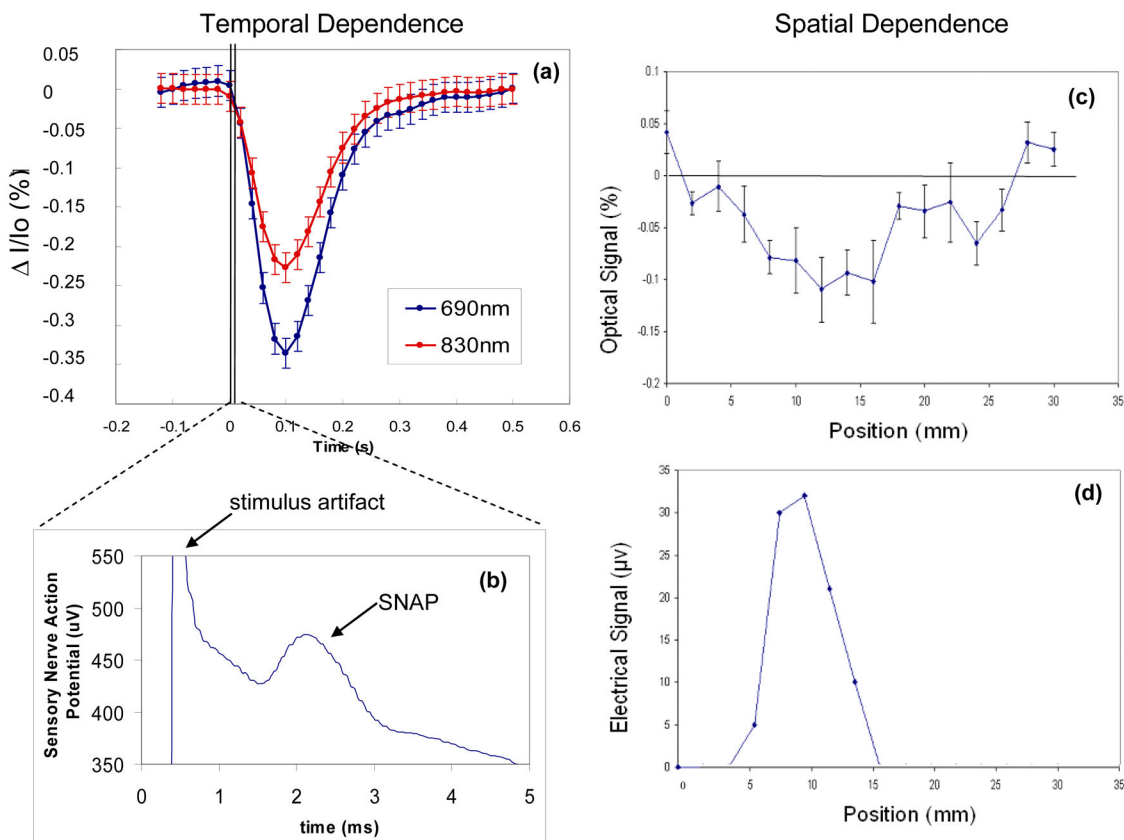 Temporal Dependence
Spatial Dependence
(a)
Δ I/Io (%)
0.05
0
-0.05
-0.1
-0.15
-0.2
-0.25
-0.3
-0.35
-0.4
690nm
830nm
-0.2 -0.1 0 0.1 0.2 0.3 0.4 0.5 0.6
Time (s)
(c)
Optical Signal (%)
0.1
0.05
0
-0.05
-0.1
-0.15
-0.2
0 5 10 15 20 25 30 35
Position (mm)
stimulus artifact
(b)
SNAP
Sensory Nerve Action
Potential (uV)
550
500
450
400
350
0 1 2 3 4 5
time (ms)
(d)
Electrical Signal (µv)
35
30
25
20
15
10
5
0
0 5 10 15 20 25 30 35
Position (mm)